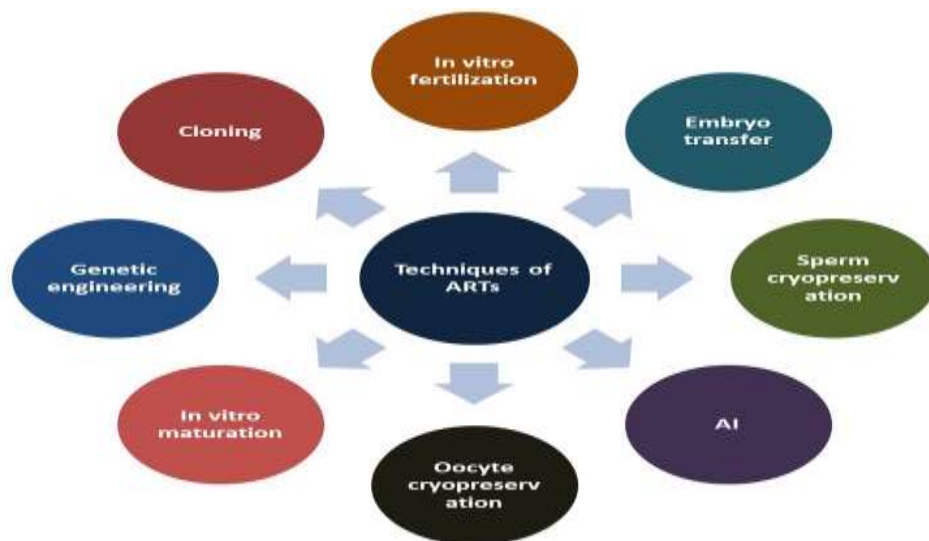 In vitro
fertilization
Embryo
transfer
Sperm
cryopreserv
ation
AI
Oocyte
cryopreserv
ation
In vitro
maturation
Genetic
engineering
Cloning
Techniques of
ARTs